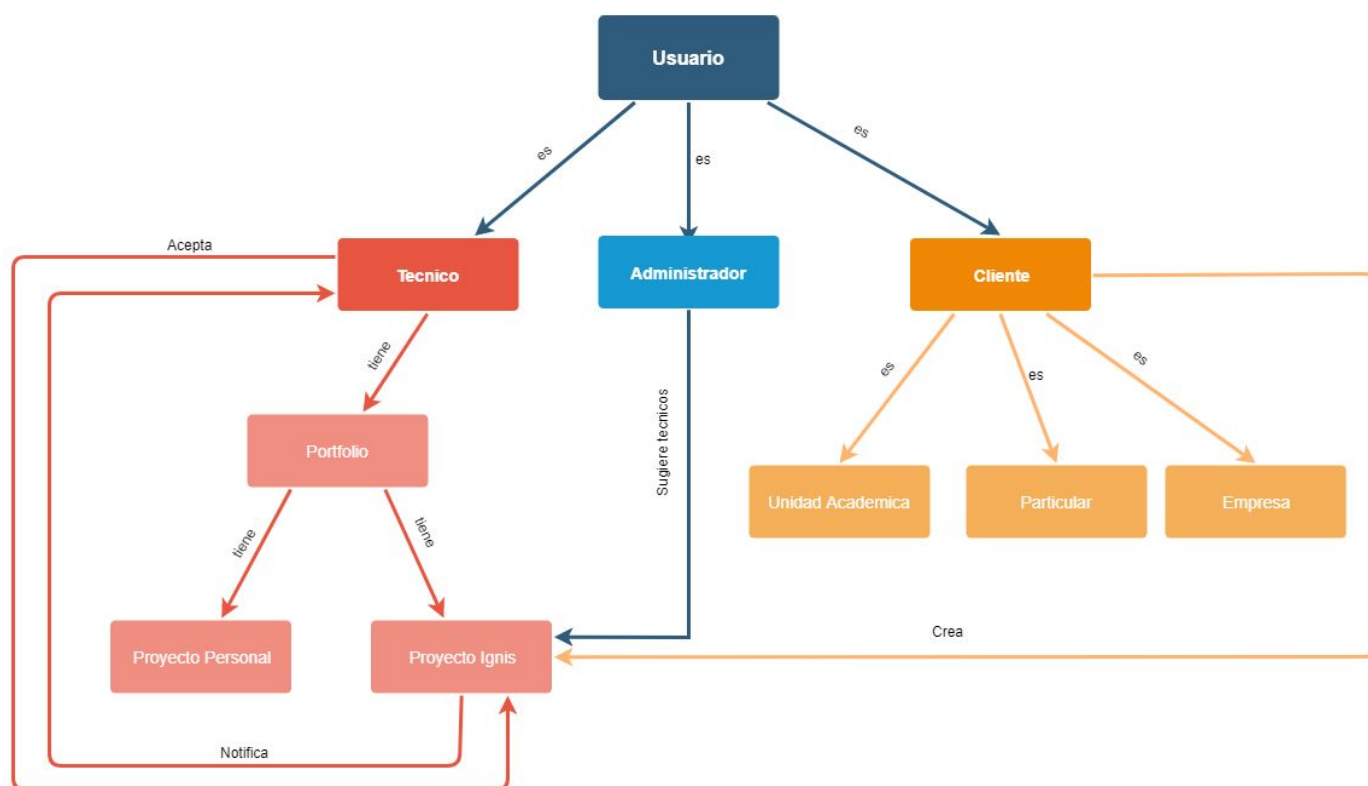 Usuario
es
es
es
Acepta
Tecnico
Administrador
Cliente
tiene
Sugiere tecnicos
es
es
es
Portfolio
Unidad Academica
Particular
Empresa
tiene
tiene
Crea
Proyecto Personal
Proyecto Ignis
Notifica